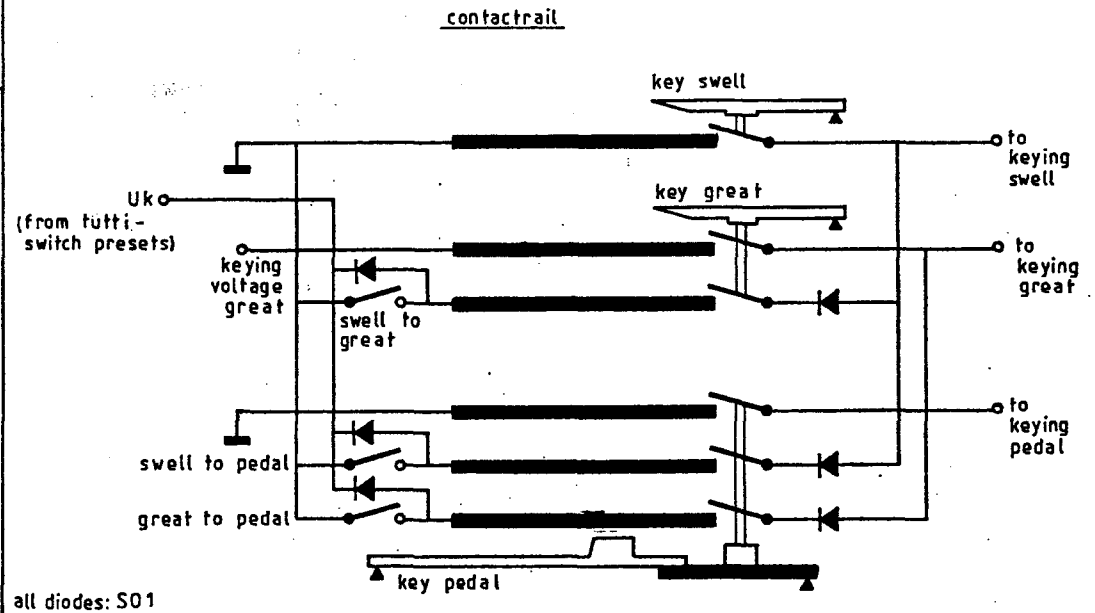 contactrail
key swell
to
keying
swell
Uk
(from tutti-
switch presets)
key great
to
keying
great
keying
voltage
great
swell to
great
to
keying
pedal
swell to pedal
great to pedal
key pedal
all diodes: S01